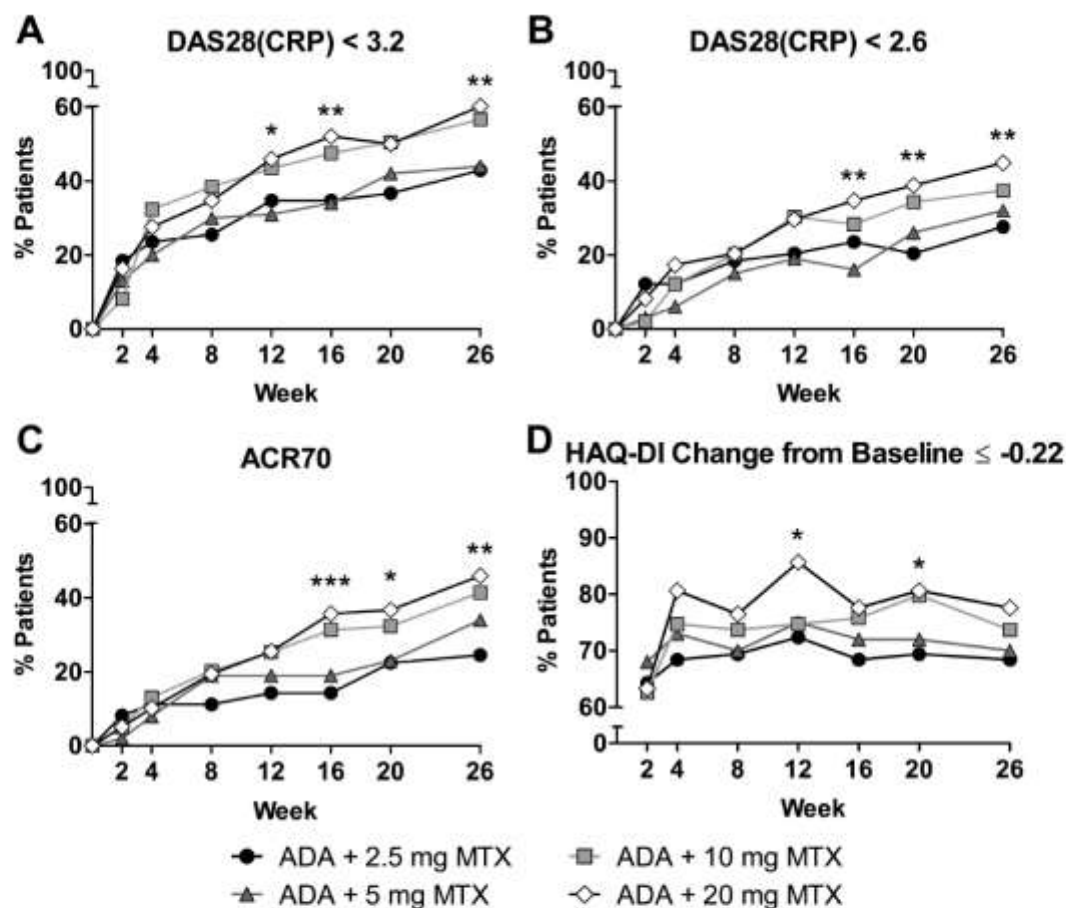 A
DAS28(CRP) < 3.2
100
60
40
20
0
% Patients
*
**
**
2 4 8 12 16 20 26
Week
B
DAS28(CRP) < 2.6
100
60
40
20
0
% Patients
**
**
**
2 4 8 12 16 20 26
Week
C
ACR70
100
60
40
20
0
% Patients
***
*
**
2 4 8 12 16 20 26
Week
D
HAQ-DI Change from Baseline ≤ -0.22
100
90
80
70
60
0
% Patients
*
*
2 4 8 12 16 20 26
Week
ADA + 2.5 mg MTX
ADA + 10 mg MTX
ADA + 5 mg MTX
ADA + 20 mg MTX